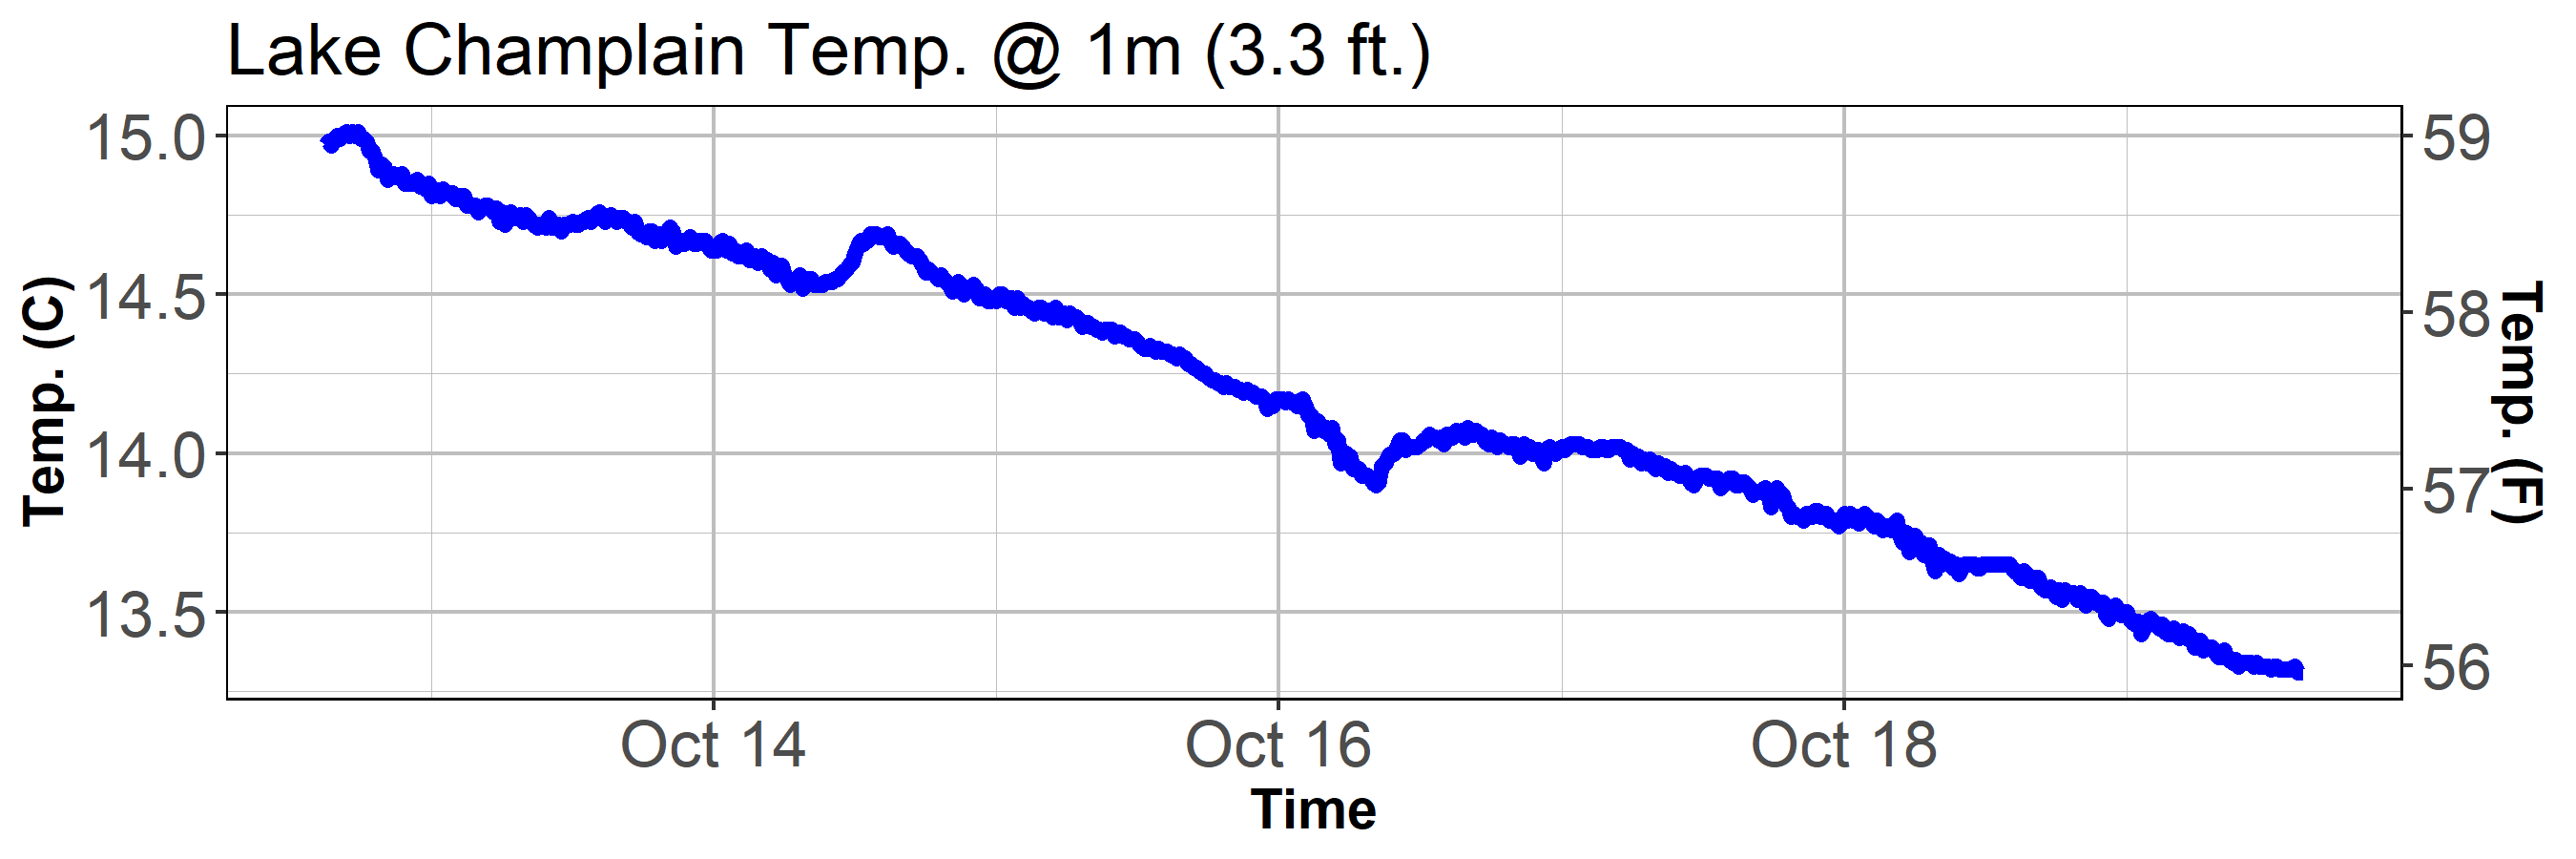 Lake Champlain Temp. @ 1m (3.3 ft.)
Temp. (C)
15.0
14.5
14.0
13.5
59
58
57
56
Temp. (F)
Oct 14
Oct 16
Oct 18
Time